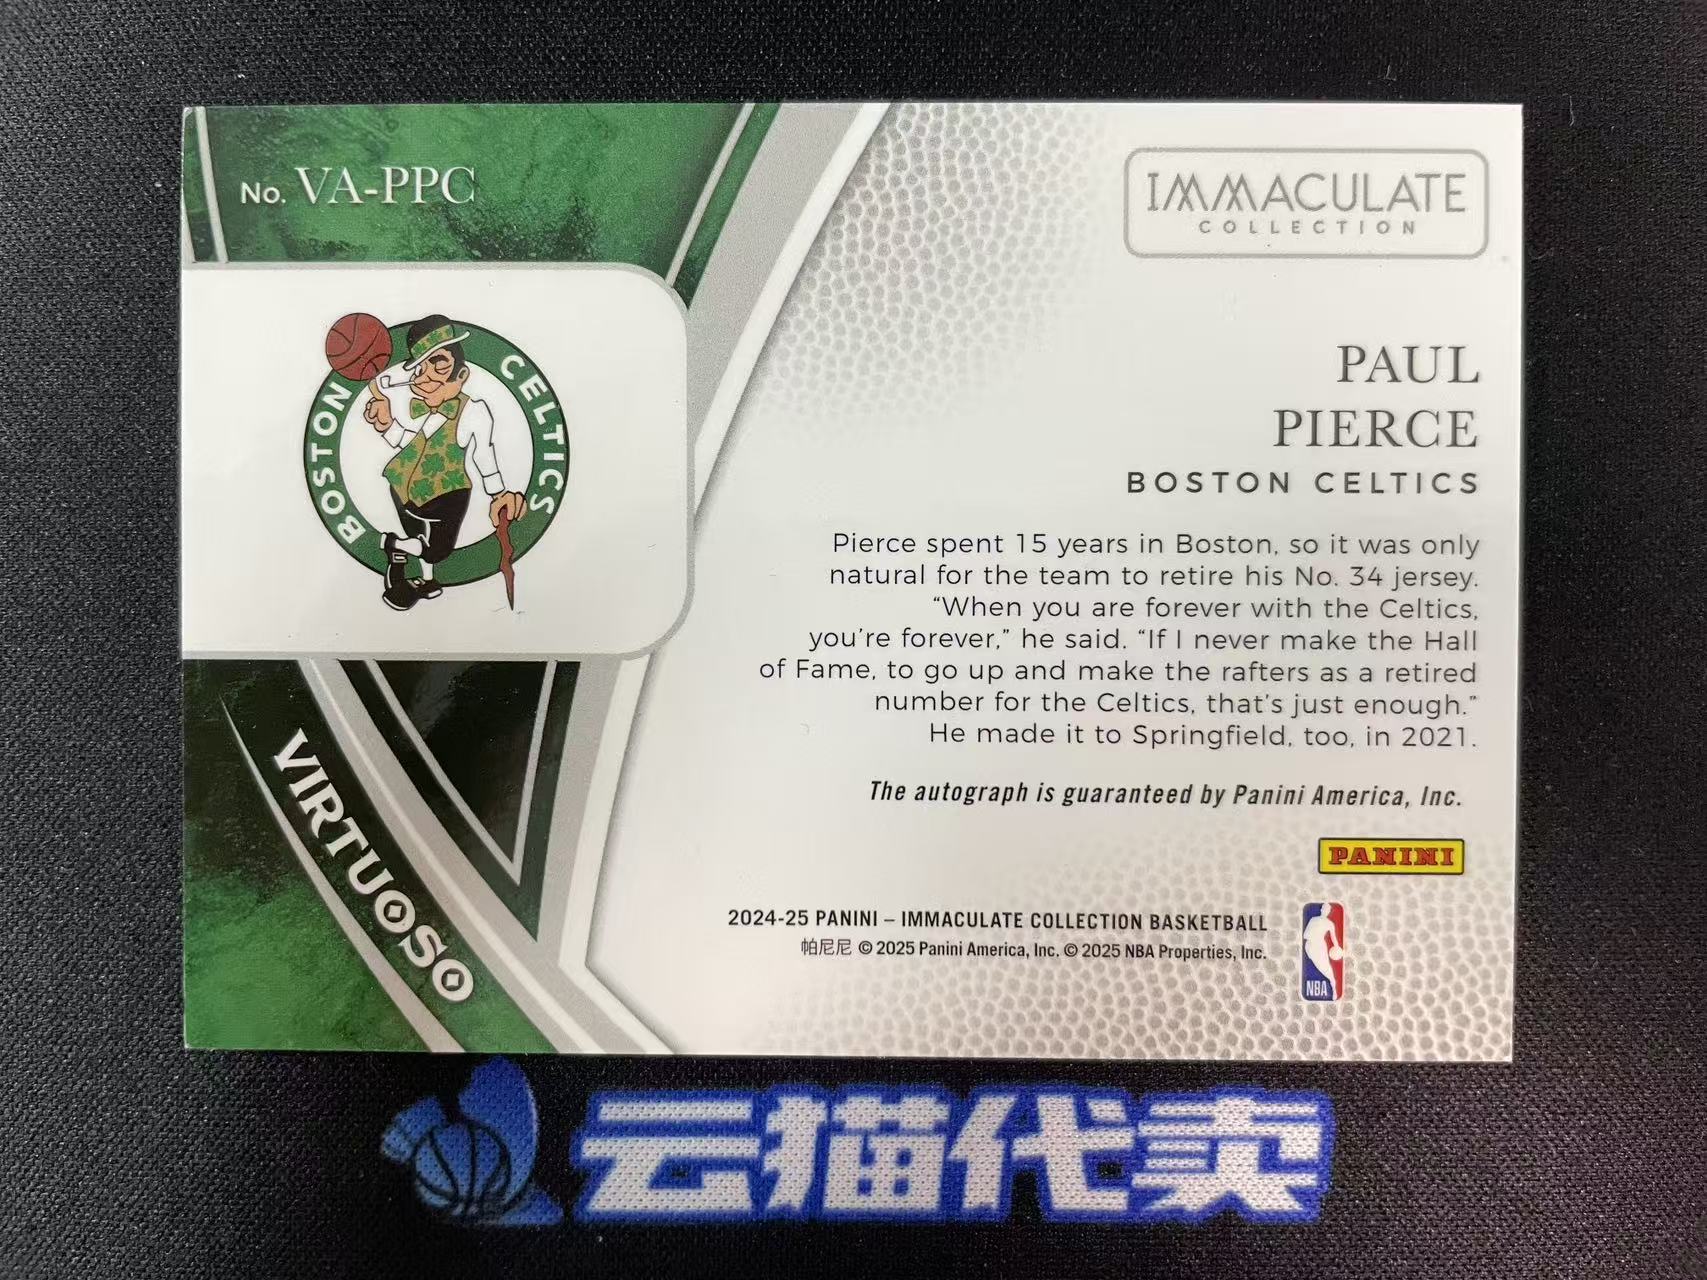 No. VA-PPC
IMMACULATE
COLLECTION
BOSTON CELTICS
PAUL
PIERCE
BOSTON CELTICS
Pierce spent 15 years in Boston, so it was only
natural for the team to retire his No. 34 jersey.
“When you are forever with the Celtics,
you’re forever,” he said. “If I never make the Hall
of Fame, to go up and make the rafters as a retired
number for the Celtics, that’s just enough.”
He made it to Springfield, too, in 2021.
The autograph is guaranteed by Panini America, Inc.
VIRTUOSO
PANINI
2024-25 PANINI – IMMACULATE COLLECTION BASKETBALL
帕尼尼 © 2025 Panini America, Inc. © 2025 NBA Properties, Inc.
NBA
云猫代卖